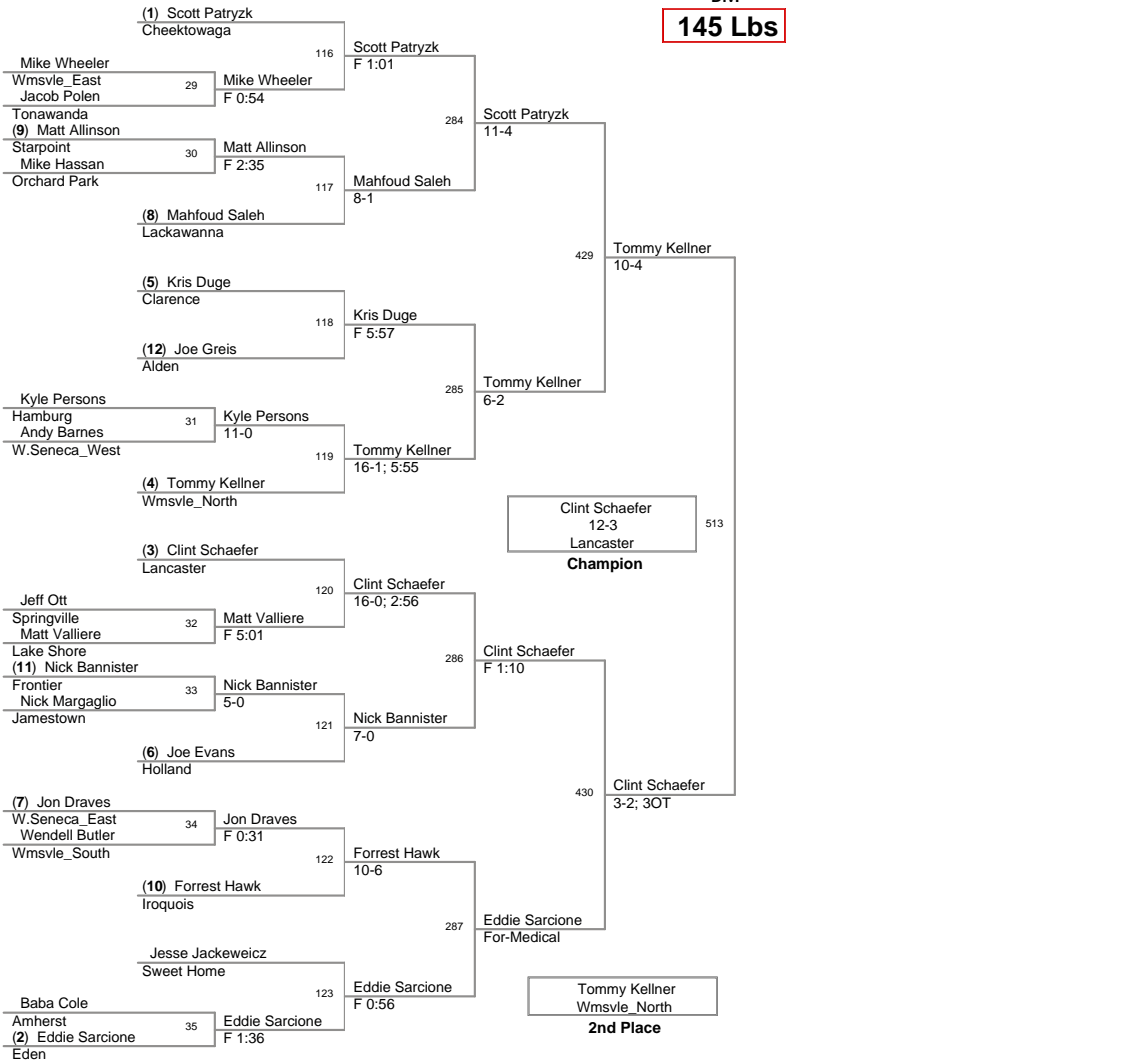 145 Lbs
(1) Scott Patryzk
Cheektowaga
116
Scott Patryzk
F 1:01
Mike Wheeler
Wmsvle_East
29
Jacob Polen
Tonawanda
Mike Wheeler
F 0:54
284
Scott Patryzk
11-4
(9) Matt Allinson
Starpoint
30
Mike Hassan
Orchard Park
Matt Allinson
F 2:35
117
Mahfoud Saleh
8-1
(8) Mahfoud Saleh
Lackawanna
429
Tommy Kellner
10-4
(5) Kris Duge
Clarence
118
Kris Duge
F 5:57
(12) Joe Greis
Alden
285
Tommy Kellner
6-2
Kyle Persons
Hamburg
31
Andy Barnes
W.Seneca_West
Kyle Persons
11-0
119
Tommy Kellner
16-1; 5:55
(4) Tommy Kellner
Wmsvle_North
Clint Schaefer
12-3
Lancaster
513
Champion
(3) Clint Schaefer
Lancaster
120
Clint Schaefer
16-0; 2:56
Jeff Ott
Springville
32
Matt Valliere
Lake Shore
Matt Valliere
F 5:01
286
Clint Schaefer
F 1:10
(11) Nick Bannister
Frontier
33
Nick Margaglio
Jamestown
Nick Bannister
5-0
121
Nick Bannister
7-0
(6) Joe Evans
Holland
430
Clint Schaefer
3-2; 3OT
(7) Jon Draves
W.Seneca_East
34
Wendell Butler
Wmsvle_South
Jon Draves
F 0:31
122
Forrest Hawk
10-6
(10) Forrest Hawk
Iroquois
287
Eddie Sarcione
For-Medical
Jesse Jackeweicz
Sweet Home
123
Eddie Sarcione
F 0:56
Baba Cole
Amherst
35
(2) Eddie Sarcione
Eden
Eddie Sarcione
F 1:36
Tommy Kellner
Wmsvle_North
2nd Place